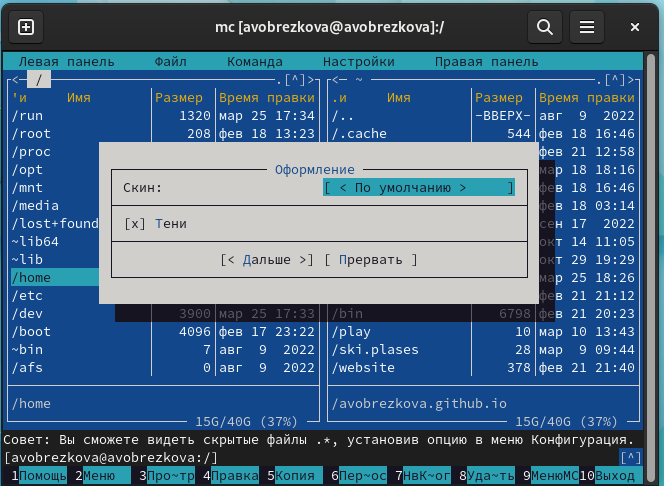 mc [avobrezkova@avobrezkova]:/
Левая панель Файл Команда Настройки Правая панель
<─ / .[^]> <─ ~ .[^]>
'и Имя Размер Время правки .и Имя Размер Время правки
/run 1320 мар 25 17:34 /.. -ВВЕРХ- авг 9 2022
/root 208 фев 18 13:23 /.cache 544 фев 18 16:46
/proc фев 21 12:58
/opt мар 18 18:16
/mnt фев 18 16:46
/media фев 18 03:14
/lost+found сен 17 2022
~lib64 окт 14 11:05
~lib окт 29 19:29
/home мар 25 18:26
/etc фев 21 21:12
Оформление
Скин: [ < По умолчанию > ]
[x] Тени
[< Дальше >] [ Прервать ]
/dev 3900 мар 25 17:33 /bin 6798 фев 21 20:23
/boot 4096 фев 17 23:22 /play 10 мар 10 13:43
~bin 7 авг 9 2022 /ski.plases 28 мар 9 09:44
/afs 0 авг 9 2022 /website 378 фев 21 21:40
/home /avobrezkova.github.io
15G/40G (37%) 15G/40G (37%)
Совет: Вы сможете видеть скрытые файлы .*, установив опцию в меню Конфигурация.
[avobrezkova@avobrezkova:/] [^]
1Помощь 2Меню 3Про~тр 4Правка 5Копия 6Пер~ос 7НвК~ог 8Уда~ть 9МенюMC 10Выход